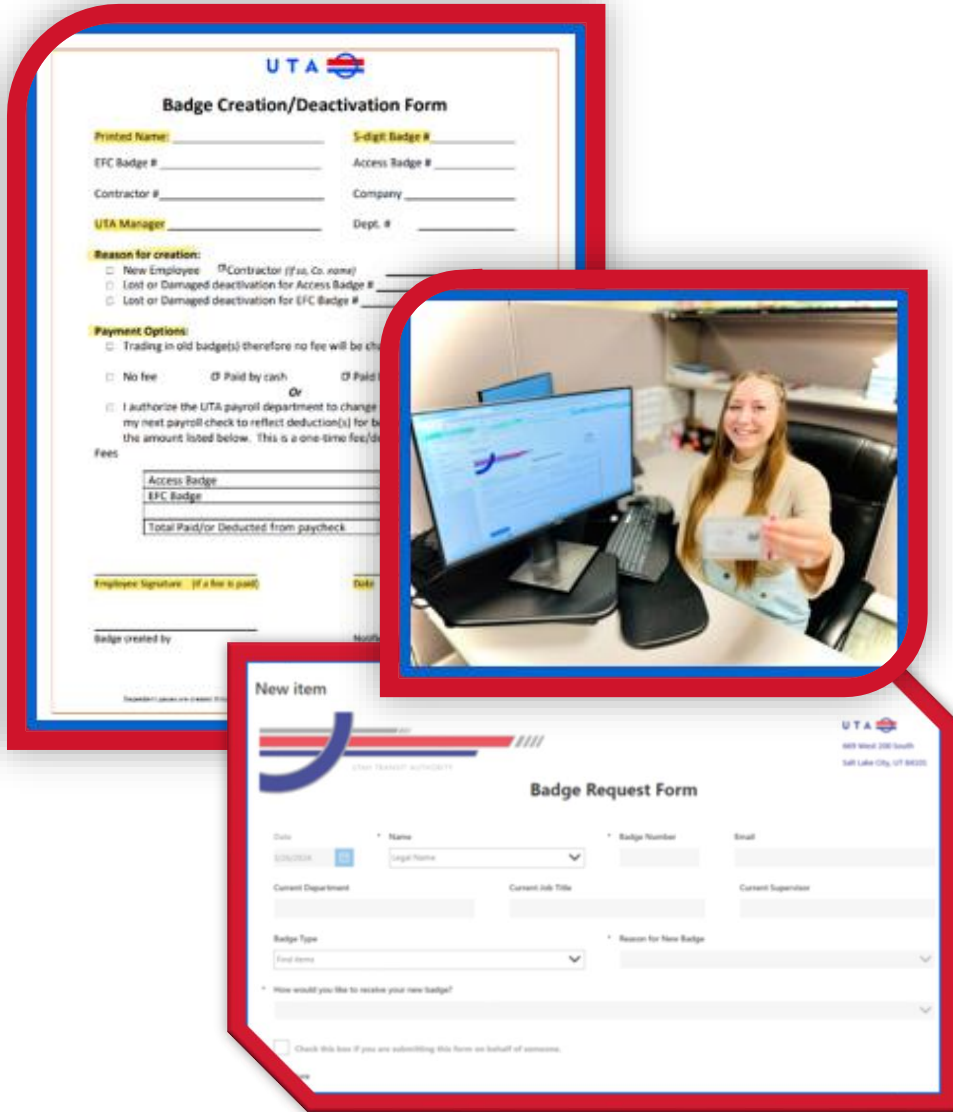 UTA
Badge Creation/Deactivation Form
Printed Name: 5-digit Badge #
EFC Badge # Access Badge #
Contractor # Company
UTA Manager Dept. #
Reason for creation:
New Employee Contractor (if so, Co. name)
Lost or Damaged deactivation for Access Badge #
Lost or Damaged deactivation for EFC Badge #
Payment Options:
Trading in old badge(s) therefore no fee will be
No fee Paid by cash Paid
Or
I authorize the UTA payroll department to change
my next payroll check to reflect deduction(s) for
the amount listed below. This is a one-time
Fees
Access Badge
EFC Badge
Total Paid/or Deducted from paycheck
Employee Signature (if a fee is paid) Date
Badge created by
New item
UTA
669 West 200 South
Salt Lake City, UT 84101
UTAH TRANSIT AUTHORITY
Badge Request Form
Date * Name * Badge Number Email
3/26/2024 Legal Name
Current Department Current Job Title Current Supervisor
Badge Type * Reason for New Badge
Find items
* How would you like to receive your new badge?
Check this box if you are submitting this form on behalf of someone.